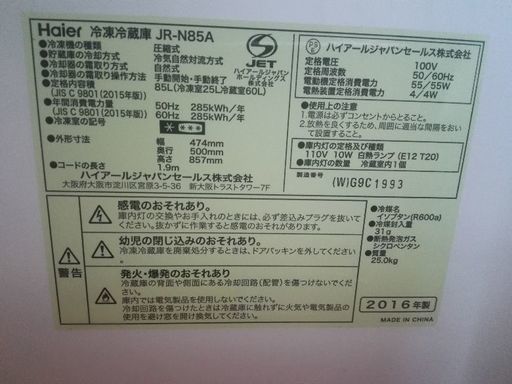 Haier 冷凍冷蔵庫 JR-N85A
●冷凍機の種類 圧縮式
●貯蔵室の冷却方式 冷気自然対流方式
●冷却器の霜取り方式 自然式
●冷却器の霜取り操作方法 手動開始・手動終了
●定格内容積 85L(冷凍室25L冷蔵室60L)
(JIS C 9801(2015年版))
●年間消費電力量 50Hz 285kWh/年
(JIS C 9801(2015年版)) 60Hz 285kWh/年
●冷凍室の記号
●外形寸法 幅 474mm
奥行 500mm
高さ 857mm
●コードの長さ 1.9m
ハイアールジャパンセールス株式会社
大阪府大阪市淀川区宮原3-5-36 新大阪トラストタワー7F
JET
ハイアールジャパン
ホールディングス
株式会社
PSE
ハイアールジャパンセールス株式会社
定格電圧 100V
定格周波数 50/60Hz
電動機定格消費電力 55/55W
電熱装置定格消費電力 4/4W
●使用上の注意
1.電源は必ずコンセントからとること。
2.放熱を良くするため、周囲に適当な間隔をおいて設置すること。
●庫内灯の定格及び種類
110V 10W 白熱ランプ(E12 T20)
●庫内灯の数量 冷蔵室内1個
製造番号 (W)G9C1993
警告
感電のおそれあり
庫内灯の交換やお手入れのときには、必ず差込みプラグを抜いてください。抜かずに作業すると感電することがあります。
幼児の閉じ込めのおそれあり
冷凍冷蔵庫を廃棄処分するときは、ドアパッキンを外してください。
発火・爆発のおそれあり
冷蔵庫の背面や側面にある冷却回路(配管)を傷つけないでください。
庫内では電気製品を使用しないでください。
冷却回路を傷つけたときは冷蔵庫に触れずに火気や電気製品の使用を避け窓を開け換気してください。
●冷媒名
イソブタン(R600a)
●冷媒封入量
31g
●断熱発泡ガス
シクロペンタン
●質量
25.0kg
2016年製
MADE IN CHINA